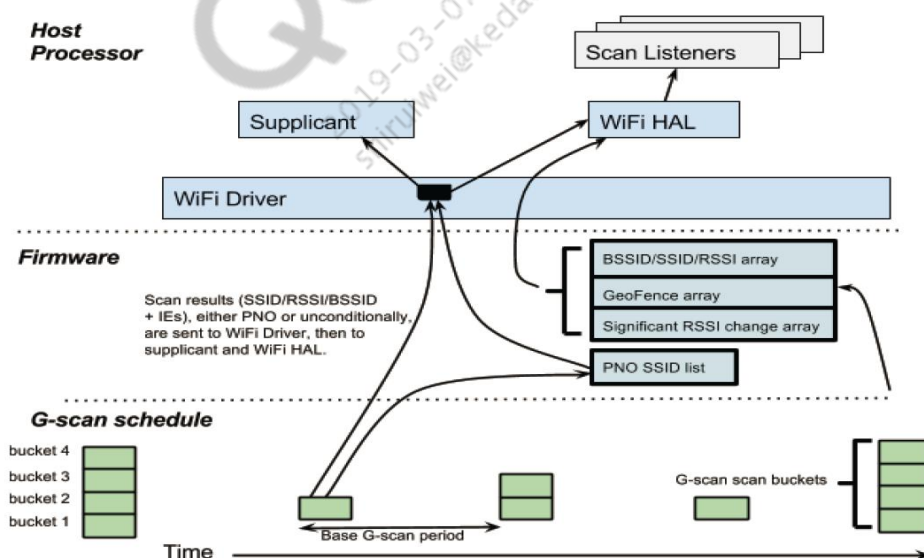 Host
Processor
Scan Listeners
Supplicant
WiFi HAL
WiFi Driver
Firmware
BSSID/SSID/RSSI array
GeoFence array
Significant RSSI change array
Scan results (SSID/RSSI/BSSID
+ IEs), either PNO or unconditionally,
are sent to WiFi Driver, then to
supplicant and WiFi HAL.
PNO SSID list
G-scan schedule
bucket 4
bucket 3
bucket 2
bucket 1
G-scan scan buckets
Base G-scan period
Time